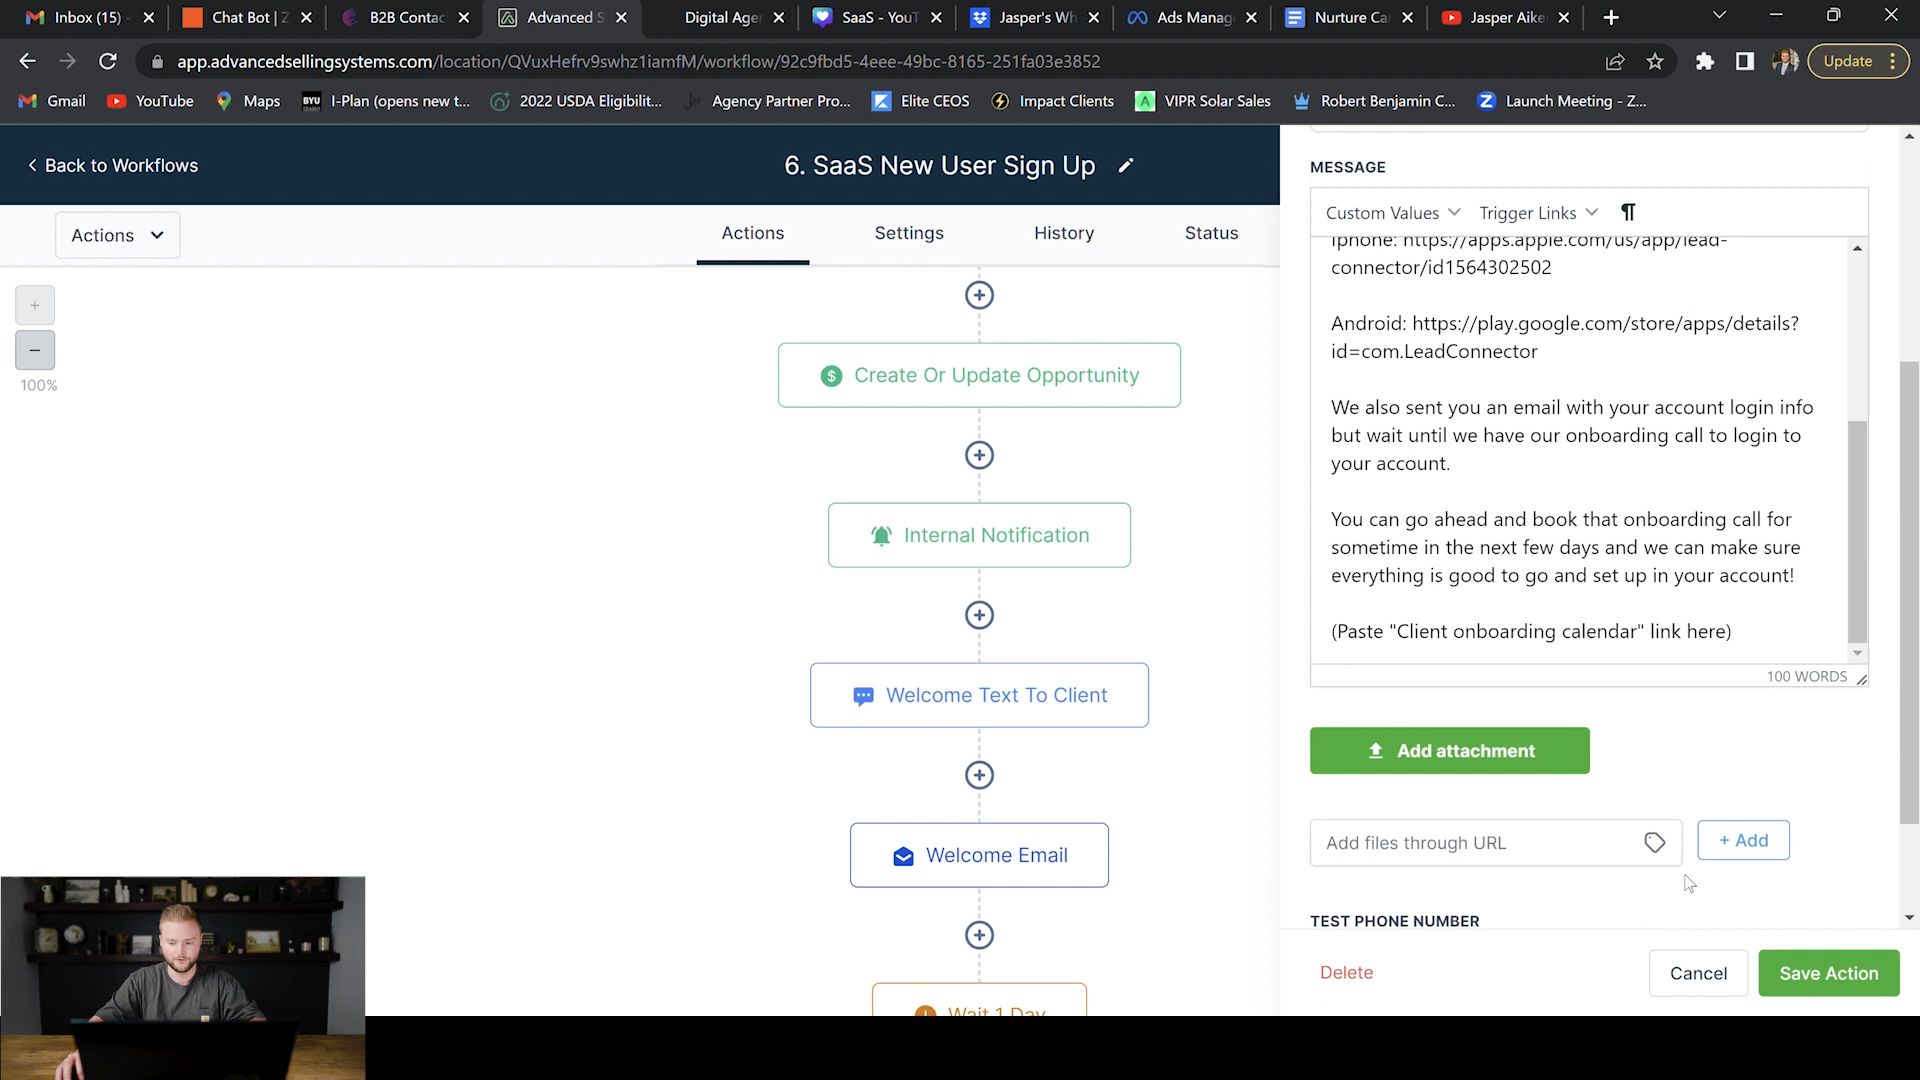 Inbox (15) -
Chat Bot | Z
B2B Contac
Advanced S
Digital Agen
SaaS - YouT
Jasper's Wh
Ads Manag
Nurture Ca
Jasper Aike
app.advancedsellingsystems.com/location/QVuxHefrv9swhz1iamfM/workflow/92c9fbd5-4eee-49bc-8165-251fa03e3852
Update
Gmail
YouTube
Maps
BYU
I-Plan (opens new t...
2022 USDA Eligibilit...
Agency Partner Pro...
Elite CEOS
Impact Clients
VIPR Solar Sales
Robert Benjamin C...
Launch Meeting - Z...
Back to Workflows
6. SaaS New User Sign Up
Actions
Actions
Settings
History
Status
100%
Create Or Update Opportunity
Internal Notification
Welcome Text To Client
Welcome Email
Wait 1 Day
MESSAGE
Custom Values
Trigger Links
Iphone: https://apps.apple.com/us/app/lead-
connector/id1564302502
Android: https://play.google.com/store/apps/details?
id=com.LeadConnector
We also sent you an email with your account login info
but wait until we have our onboarding call to login to
your account.
You can go ahead and book that onboarding call for
sometime in the next few days and we can make sure
everything is good to go and set up in your account!
(Paste "Client onboarding calendar" link here)
100 WORDS
Add attachment
Add files through URL
+ Add
TEST PHONE NUMBER
Delete
Cancel
Save Action